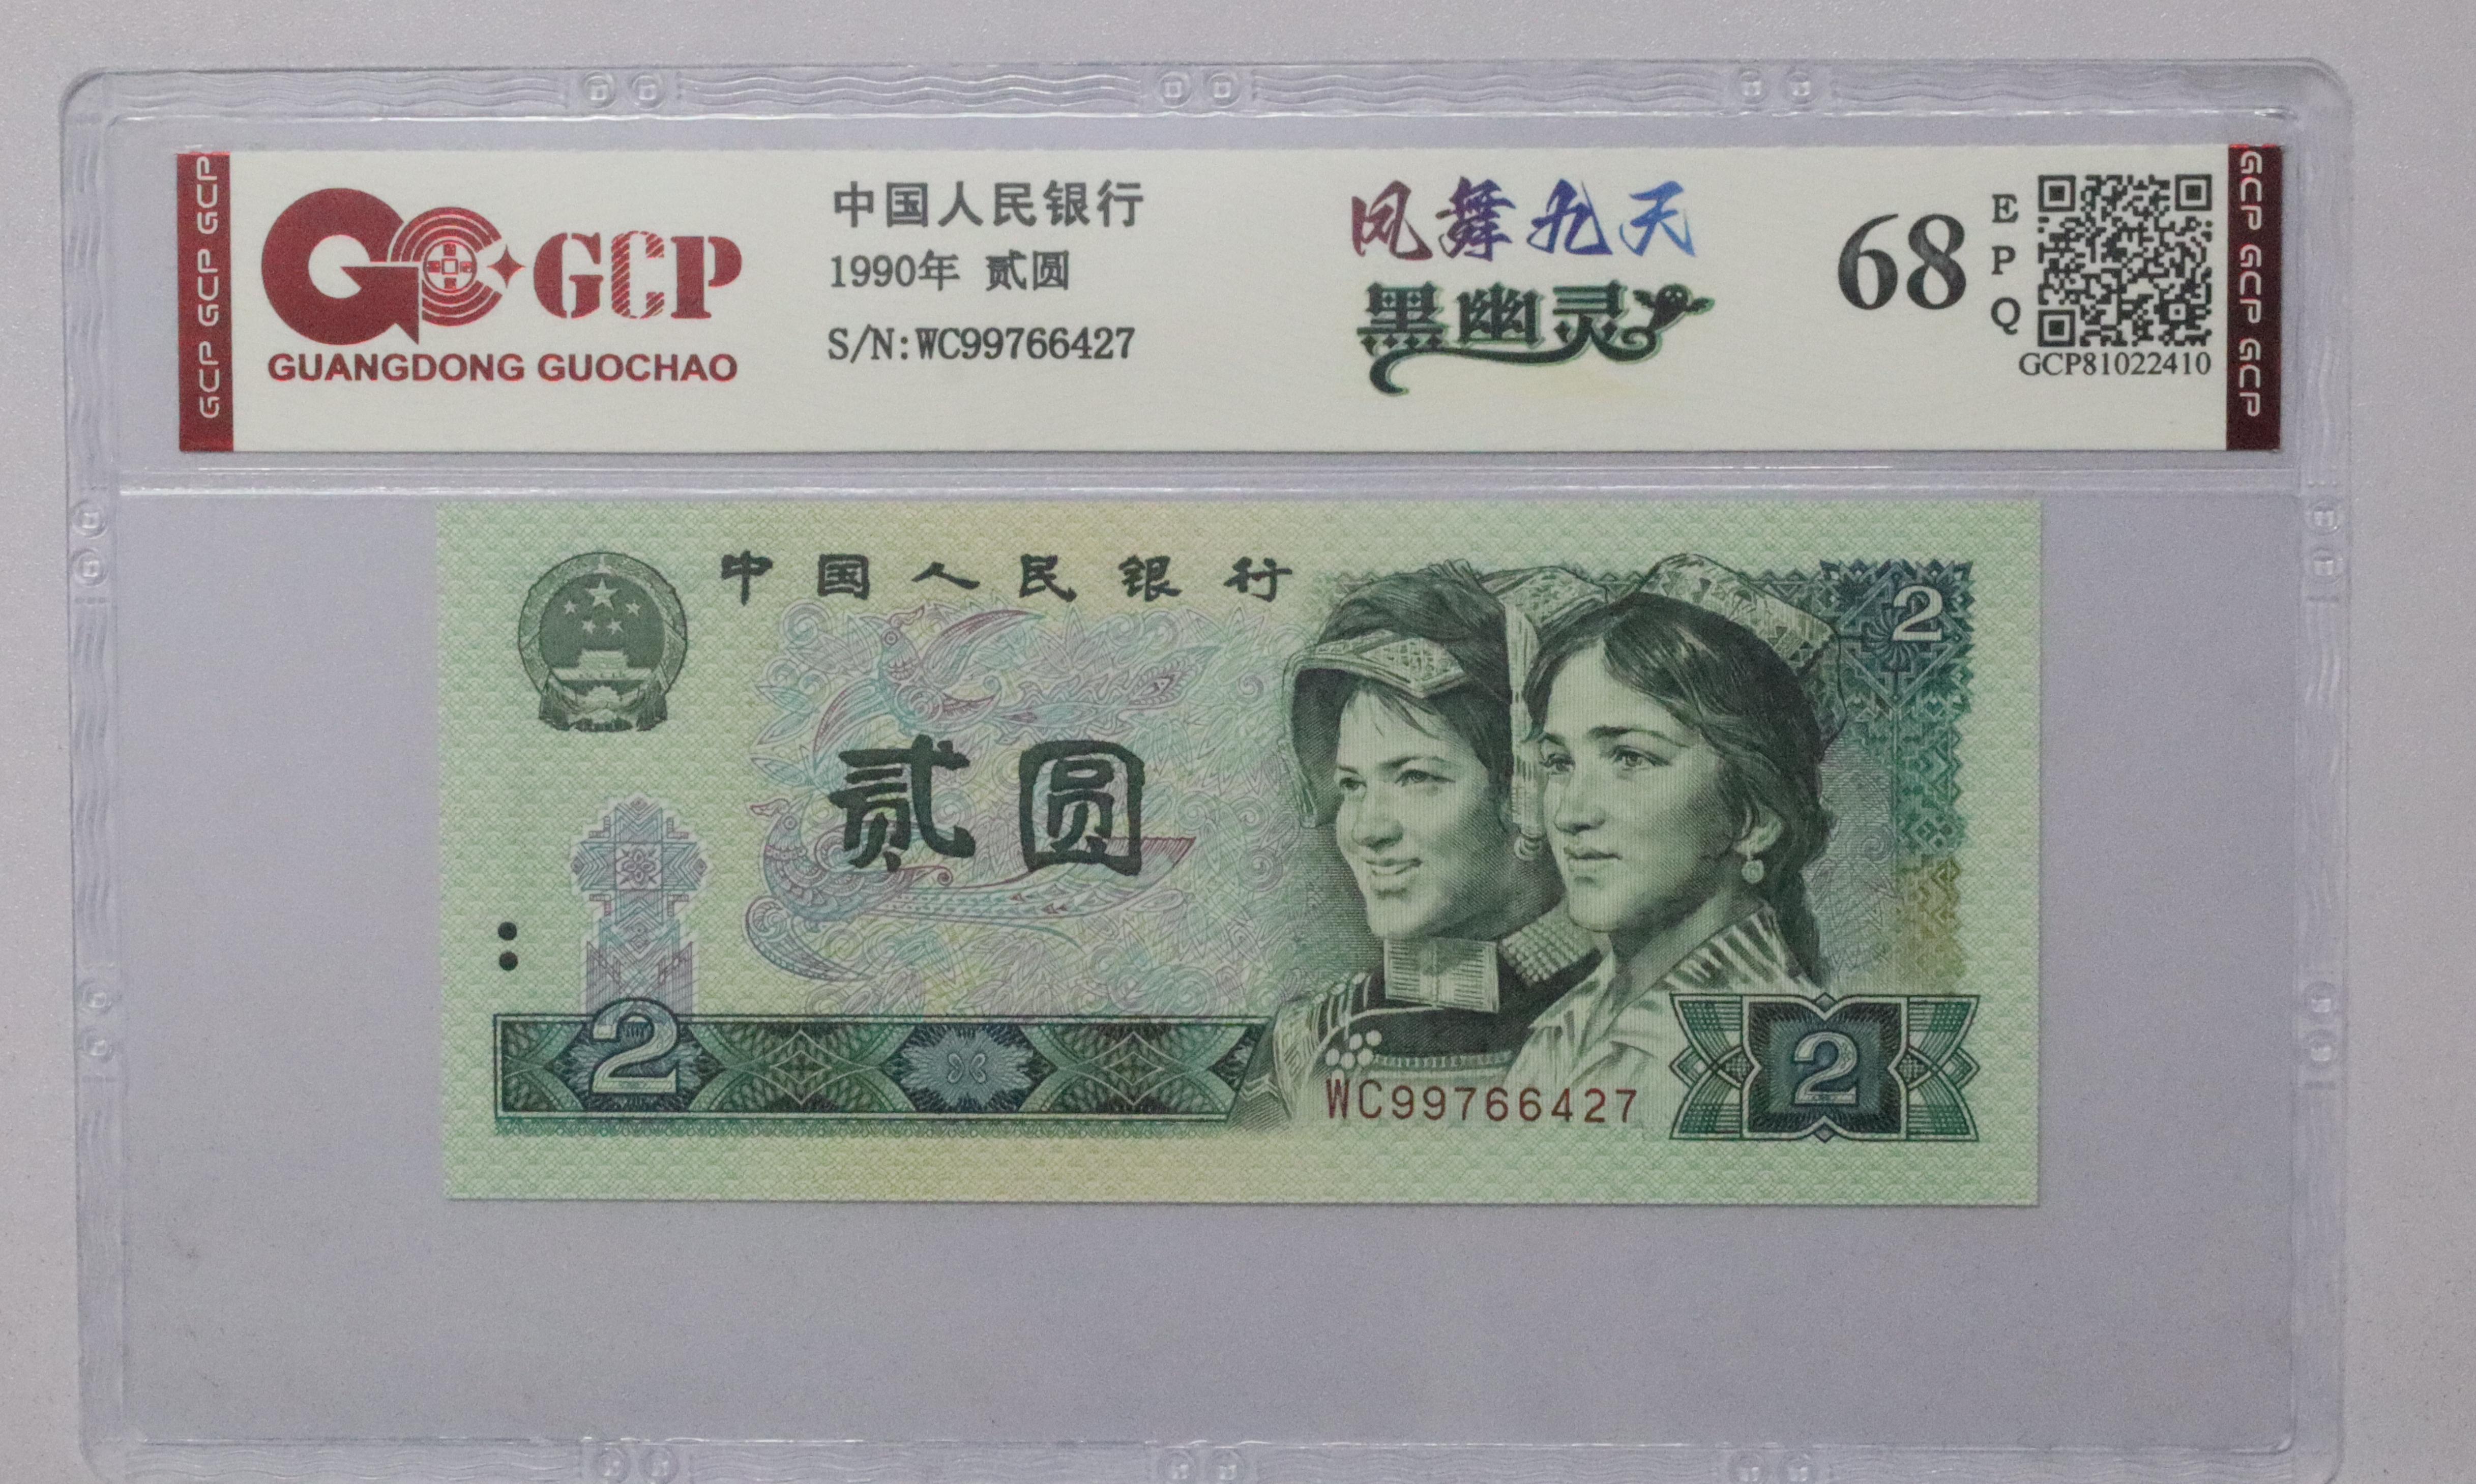 GCP GCP GCP
GCP
GUANGDONG GUOCHAO
中国人民银行
1990年 贰圆
S/N:WC99766427
凤舞九天
黑幽灵
68
E
P
Q
GCP81022410
GCP GCP GCP
中国人民银行
2
贰圆
2
WC99766427
2